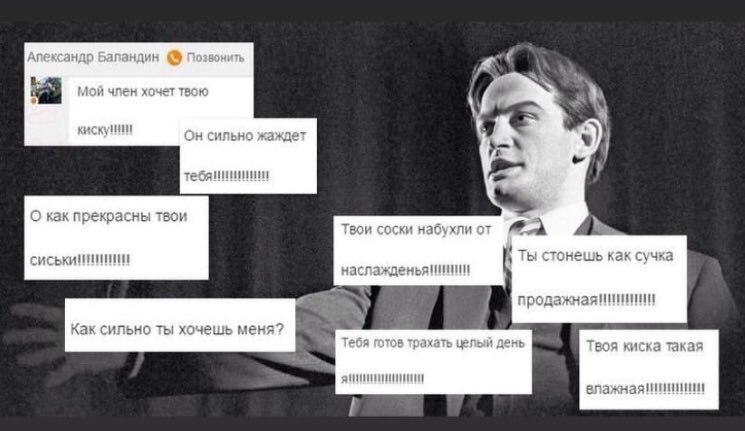 Александр Баландин Позвонить
Мой член хочет твою
киску!!!!!!
Он сильно жаждет
тебя!!!!!!!!!!!!!!
О как прекрасны твои
сиськи!!!!!!!!!!!!!
Твои соски набухли от
наслажденья!!!!!!!!!!
Ты стонешь как сучка
продажная!!!!!!!!!!!!!!
Как сильно ты хочешь меня?
Тебя готов трахать целый день
я!!!!!!!!!!!!!!!!!!!!
Твоя киска такая
влажная!!!!!!!!!!!!!!